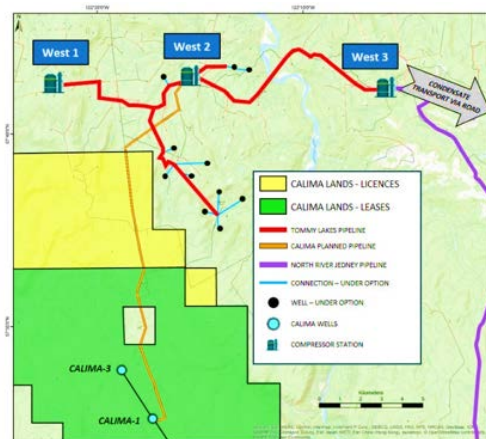 West 1
West 2
West 3
CONDENSATE
TRANSPORT VIA ROAD
CALIMA LANDS - LICENCES
CALIMA LANDS - LEASES
TOMMY LAKES PIPELINE
CALIMA PLANNED PIPELINE
NORTH RIVER JEDNEY PIPELINE
CONNECTION – UNDER OPTION
WELL – UNDER OPTION
CALIMA WELLS
COMPRESSOR STATION
CALIMA-3
CALIMA-1
Kilometers